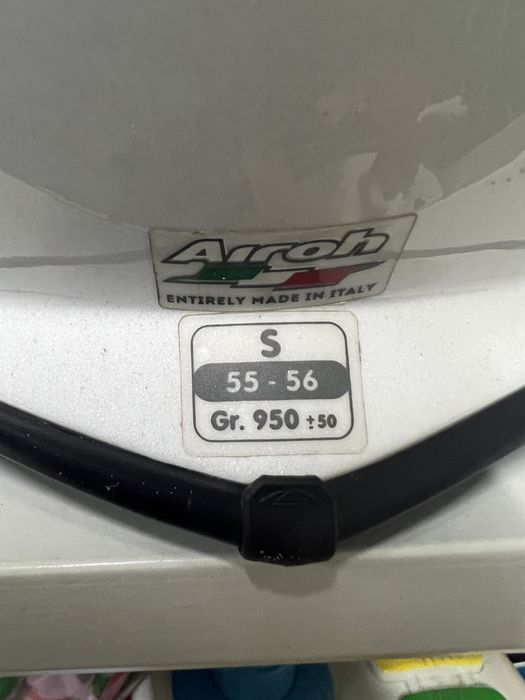 Airoh
ENTIRELY MADE IN ITALY
S
55 - 56
Gr. 950 ±50